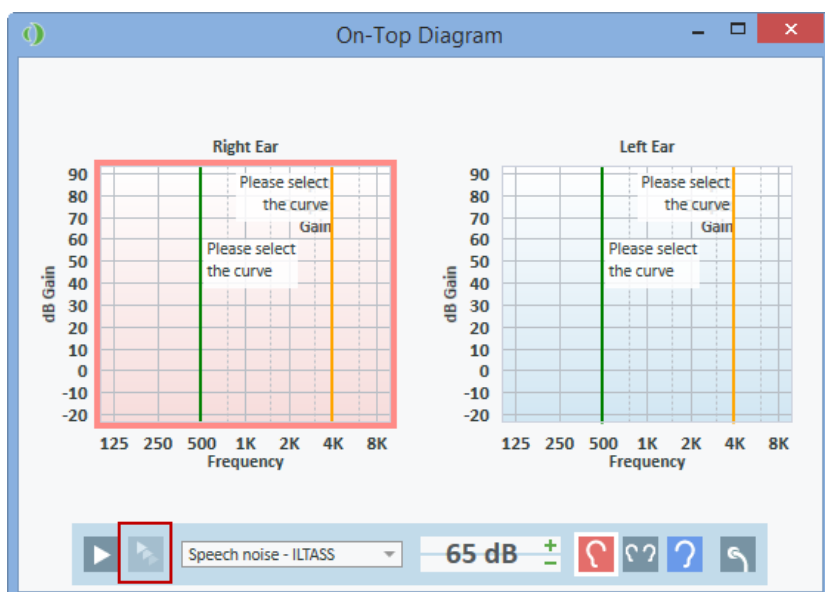 On-Top Diagram
Right Ear
90
80
70
60
50
40
30
20
10
0
-10
-20
dB Gain
Please select
the curve
Gain
Please select
the curve
125 250 500 1K 2K 4K 8K
Frequency
Left Ear
90
80
70
60
50
40
30
20
10
0
-10
-20
dB Gain
Please select
the curve
Gain
Please select
the curve
125 250 500 1K 2K 4K 8K
Frequency
Speech noise - ILTASS
65 dB
+
−